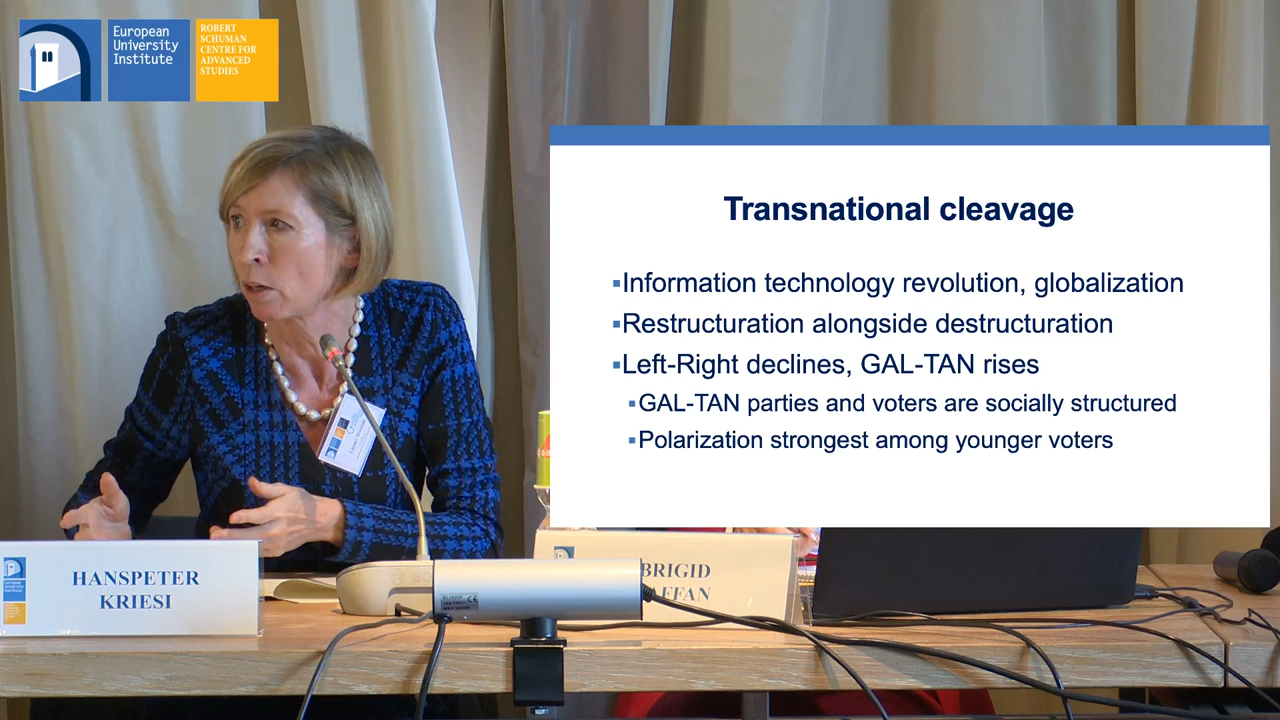 European
University
Institute
ROBERT
SCHUMAN
CENTRE FOR
ADVANCED
STUDIES
Transnational cleavage
▪Information technology revolution, globalization
▪Restructuration alongside destructuration
▪Left-Right declines, GAL-TAN rises
▪GAL-TAN parties and voters are socially structured
▪Polarization strongest among younger voters
HANSPETER
KRIESI
BRIGID
AFFAN